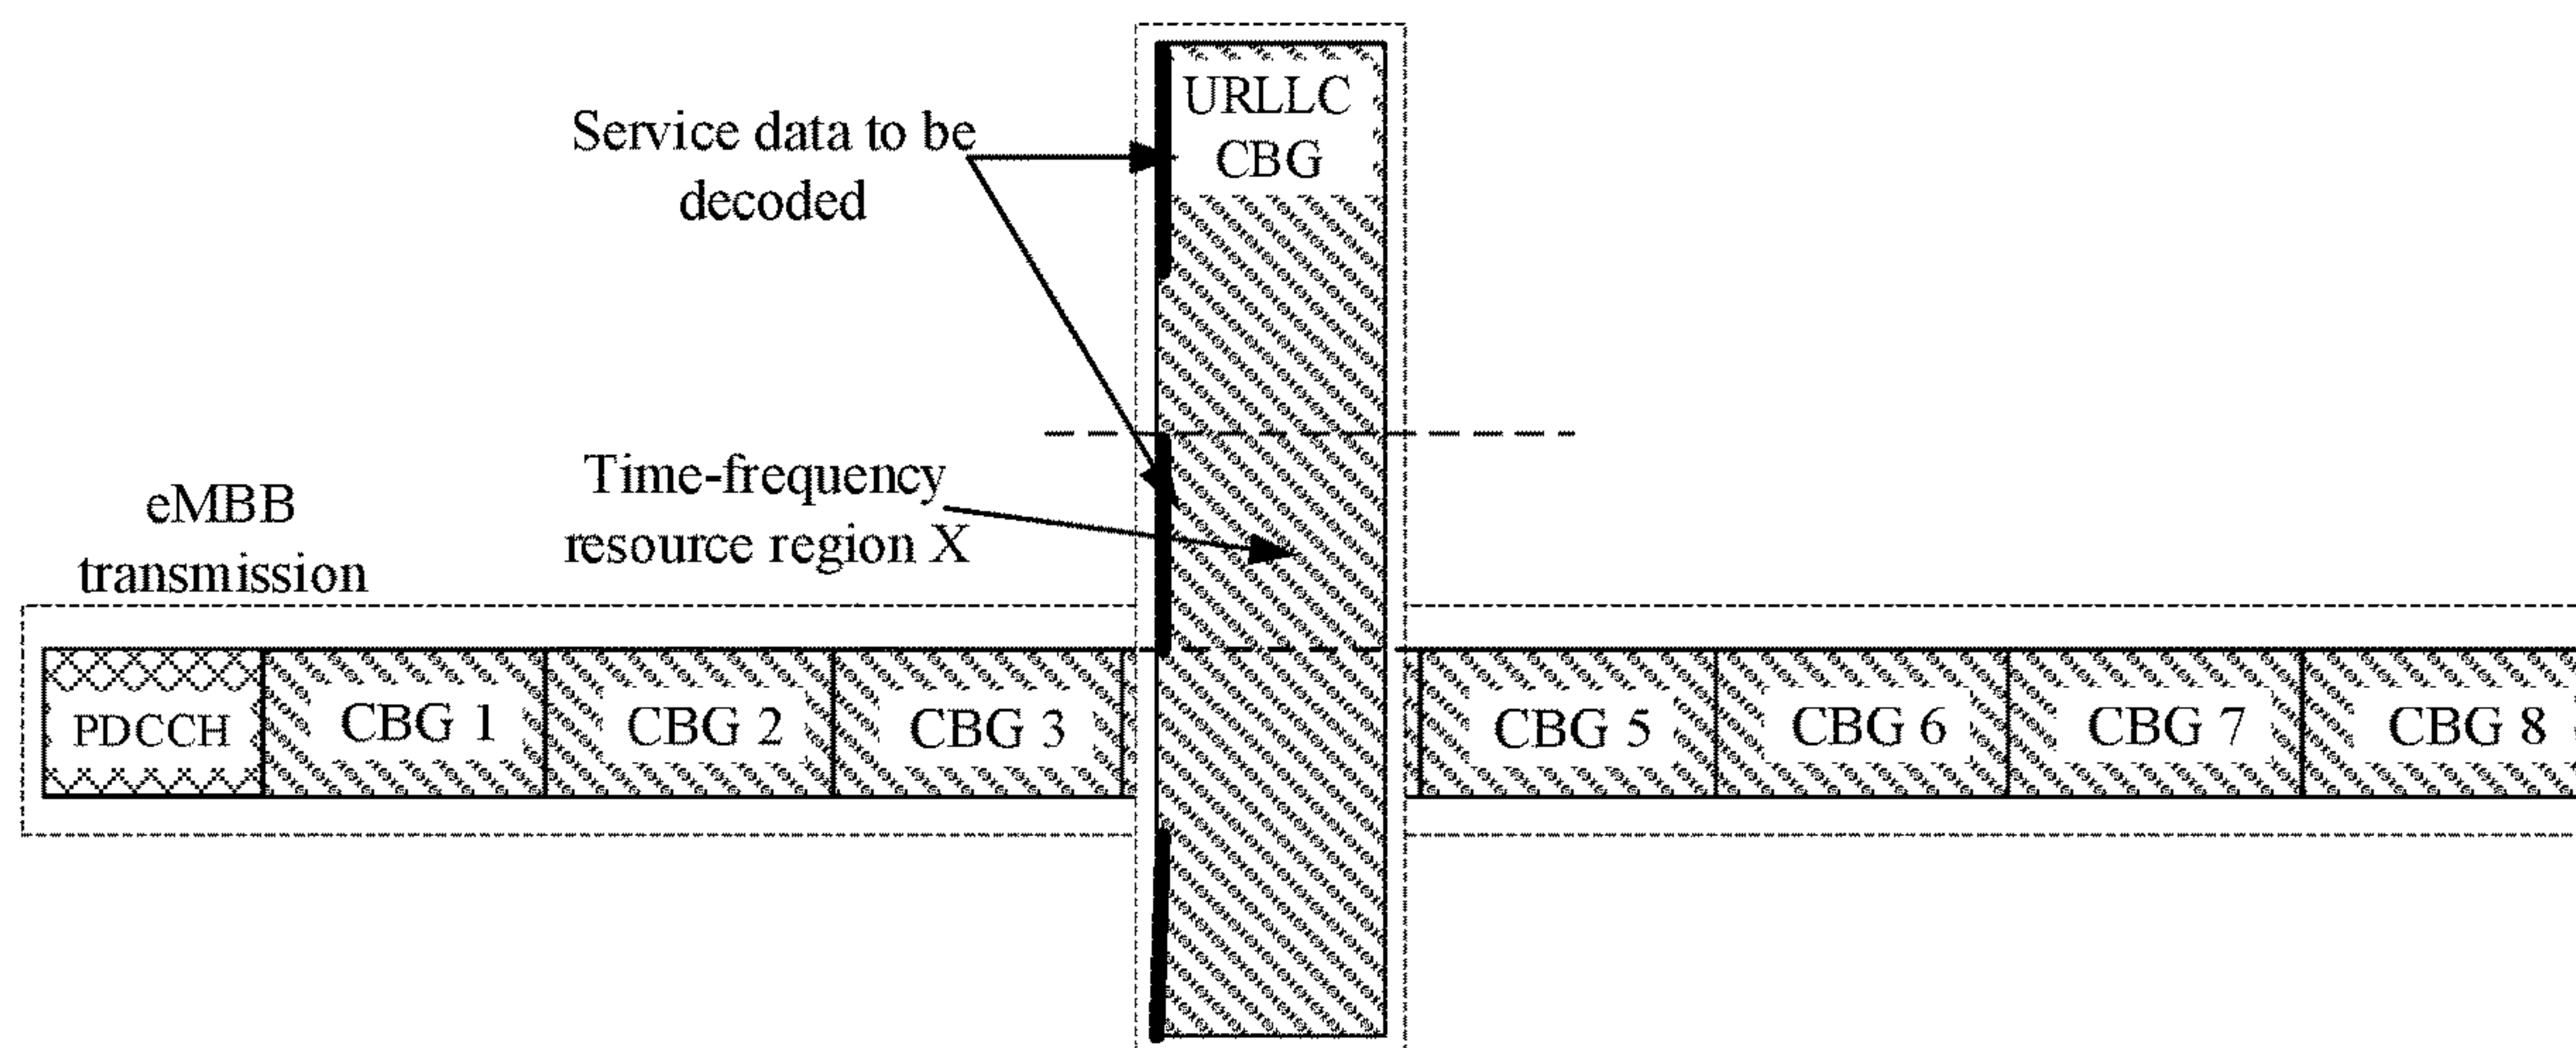 URLLC
CBG
Service data to be
decoded
Time-frequency
resource region X
eMBB
transmission
PDCCH
CBG 1
CBG 2
CBG 3
CBG 5
CBG 6
CBG 7
CBG 8